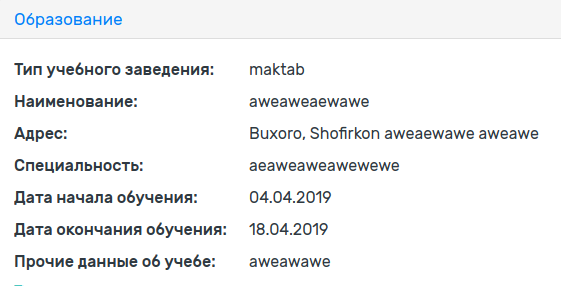 Образование
Тип учебного заведения: maktab
Наименование: aweaweaewawe
Адрес: Buxoro, Shofirkon aweaewawe aweawe
Специальность: aeaweaweawewewe
Дата начала обучения: 04.04.2019
Дата окончания обучения: 18.04.2019
Прочие данные об учебе: aweawawe